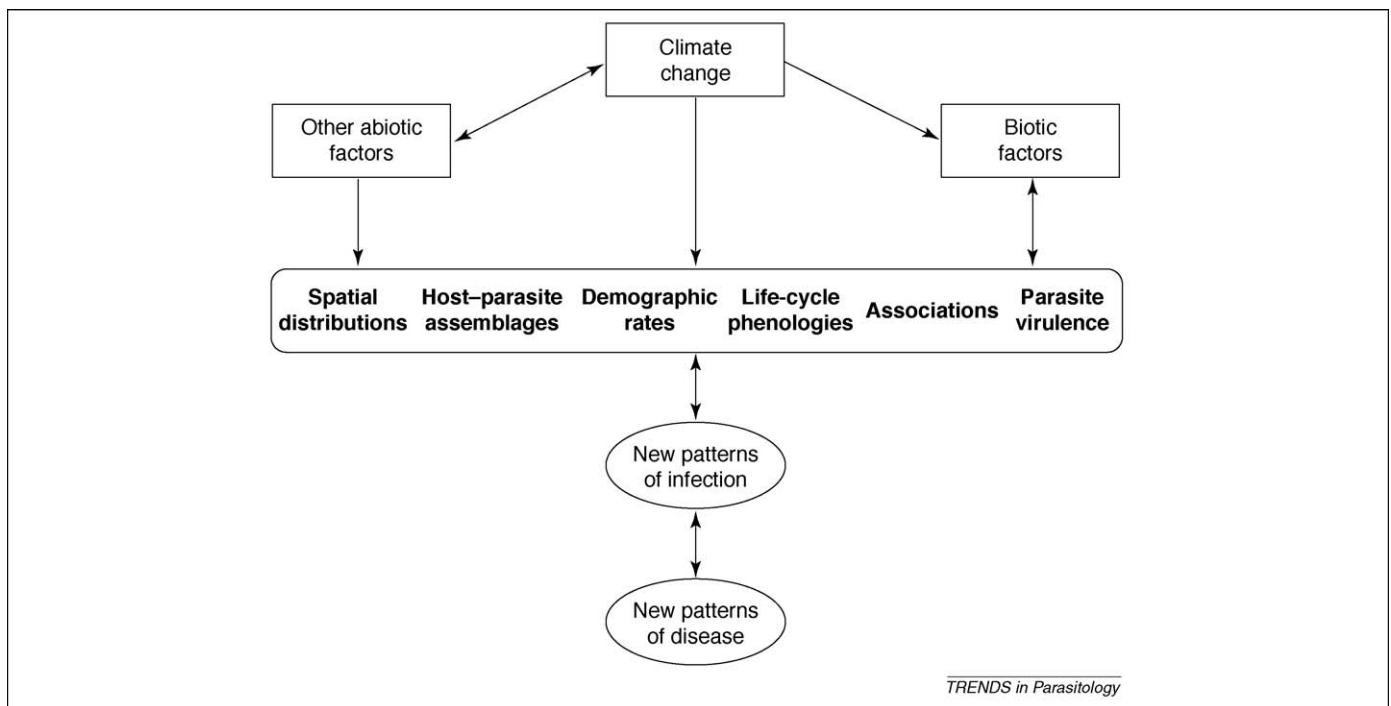 Climate
change
Other abiotic
factors
Biotic
factors
Spatial
distributions
Host–parasite
assemblages
Demographic
rates
Life-cycle
phenologies
Associations
Parasite
virulence
New patterns
of infection
New patterns
of disease
TRENDS in Parasitology